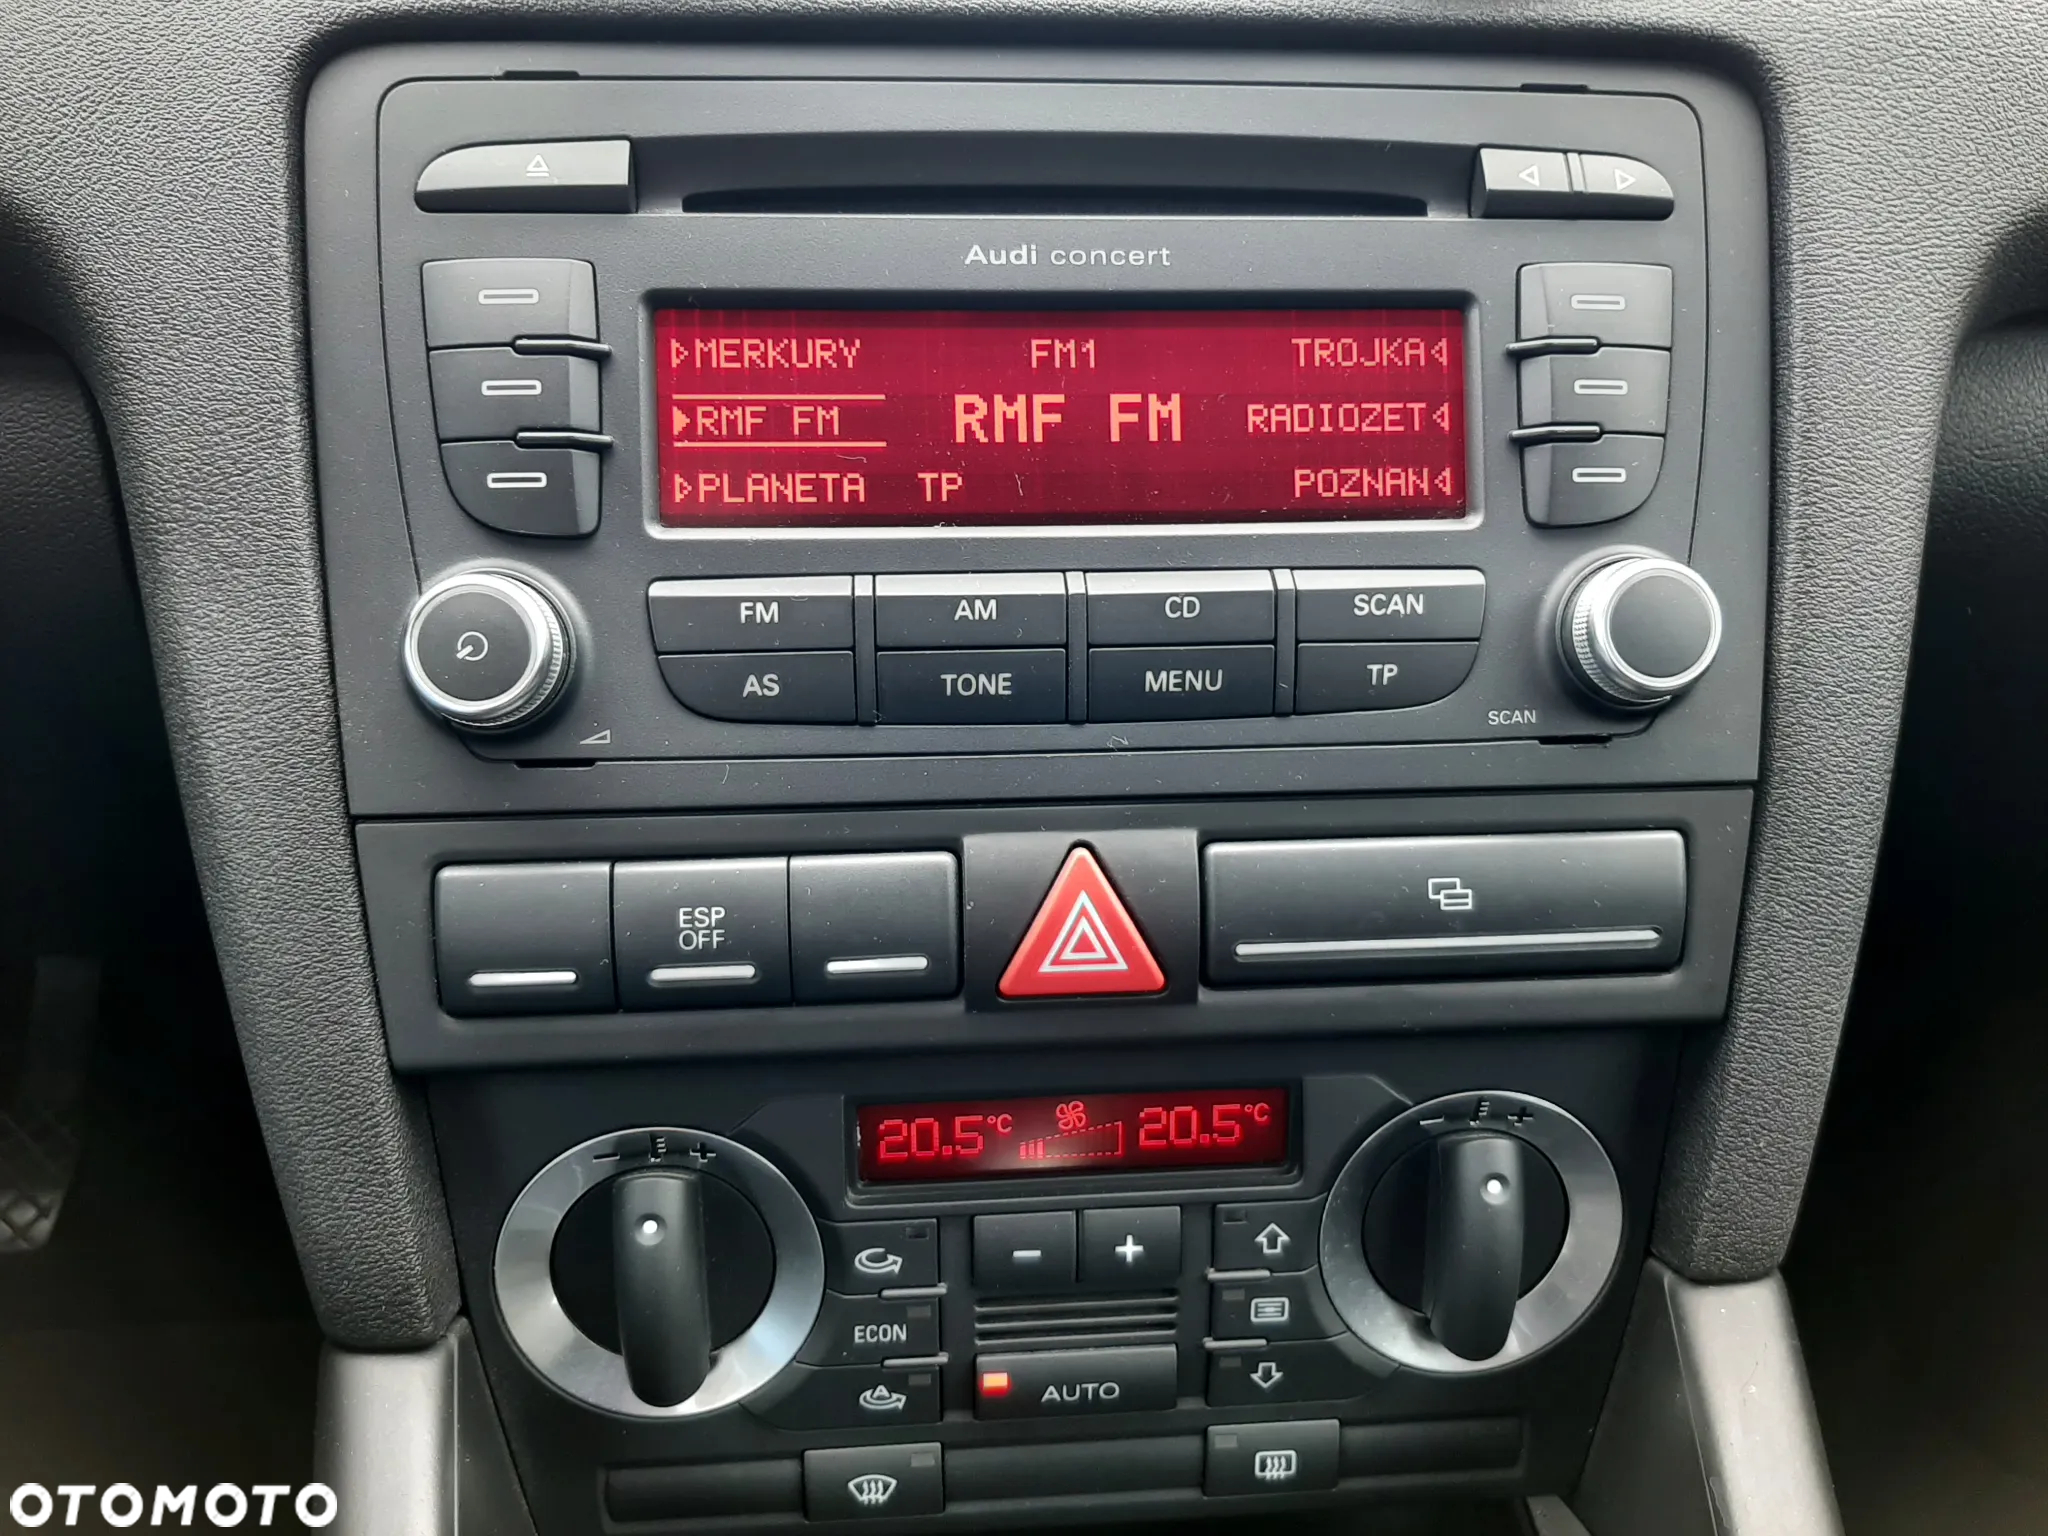 Audi concert
MERKURY FM1 TROJKA
RMF FM RMF FM RADIOZET
PLANETA TP POZNAN
FM AM CD SCAN
AS TONE MENU TP
SCAN
ESP
OFF
20.5°C 20.5°C
- + - +
- +
ECON
A
AUTO
OTOMOTO